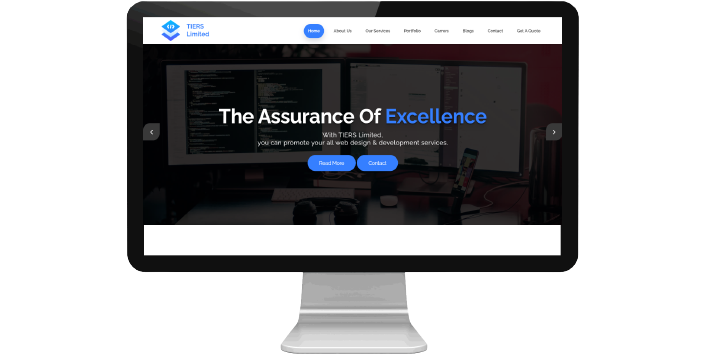 TIERS
Limited
Home About Us Our Services Portfolio Carrers Blogs Contact Get A Quote
The Assurance Of Excellence
With TIERS Limited,
you can promote your all web design & development services.
Read More Contact